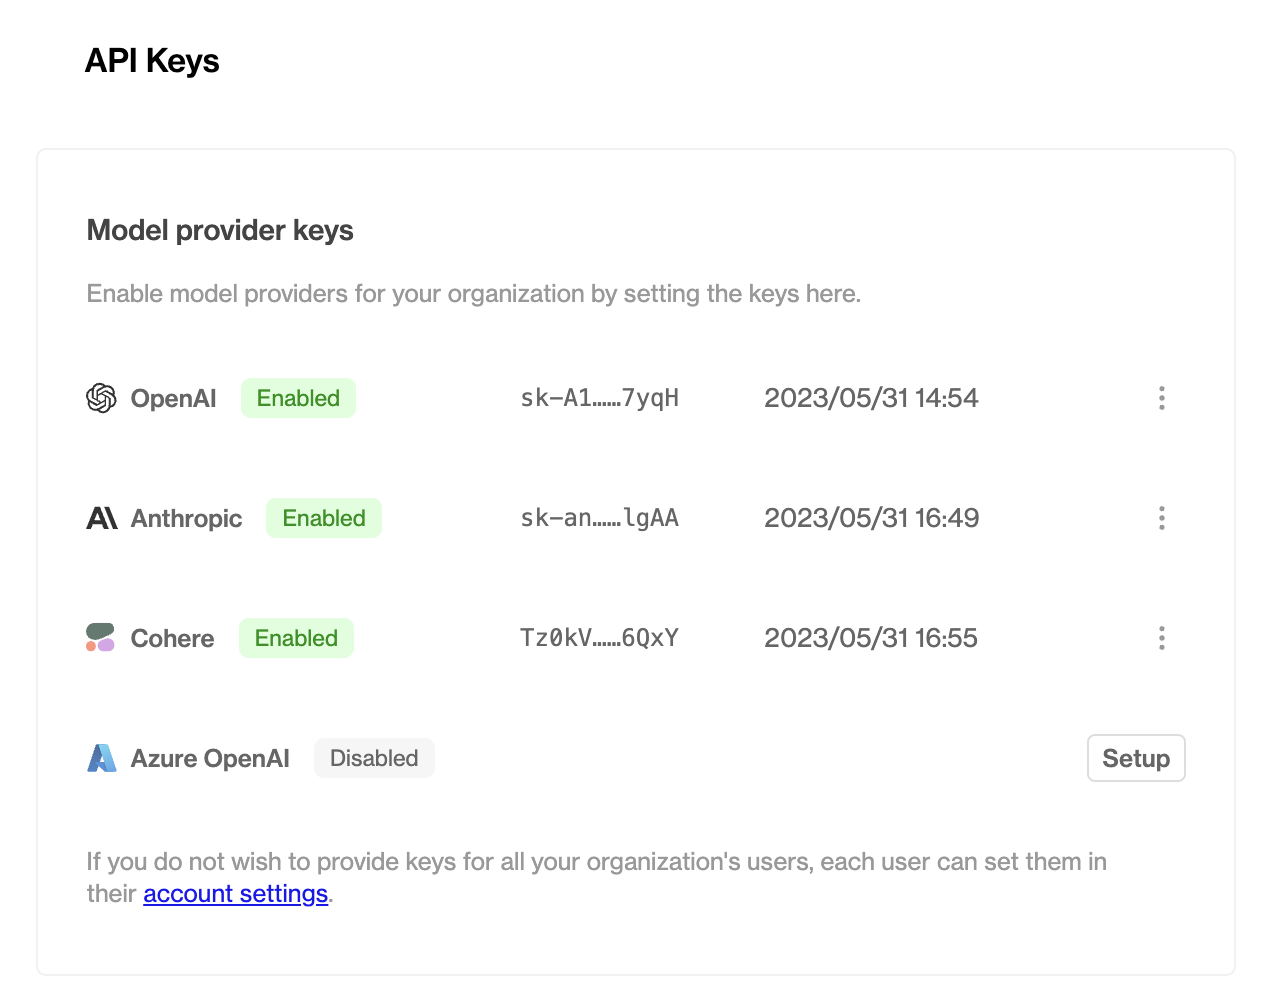 API Keys
Model provider keys
Enable model providers for your organization by setting the keys here.
OpenAI Enabled sk-A1……7yqH 2023/05/31 14:54
Anthropic Enabled sk-an……lgAA 2023/05/31 16:49
Cohere Enabled Tz0kV……6QxY 2023/05/31 16:55
Azure OpenAI Disabled Setup
If you do not wish to provide keys for all your organization's users, each user can set them in
their account settings.